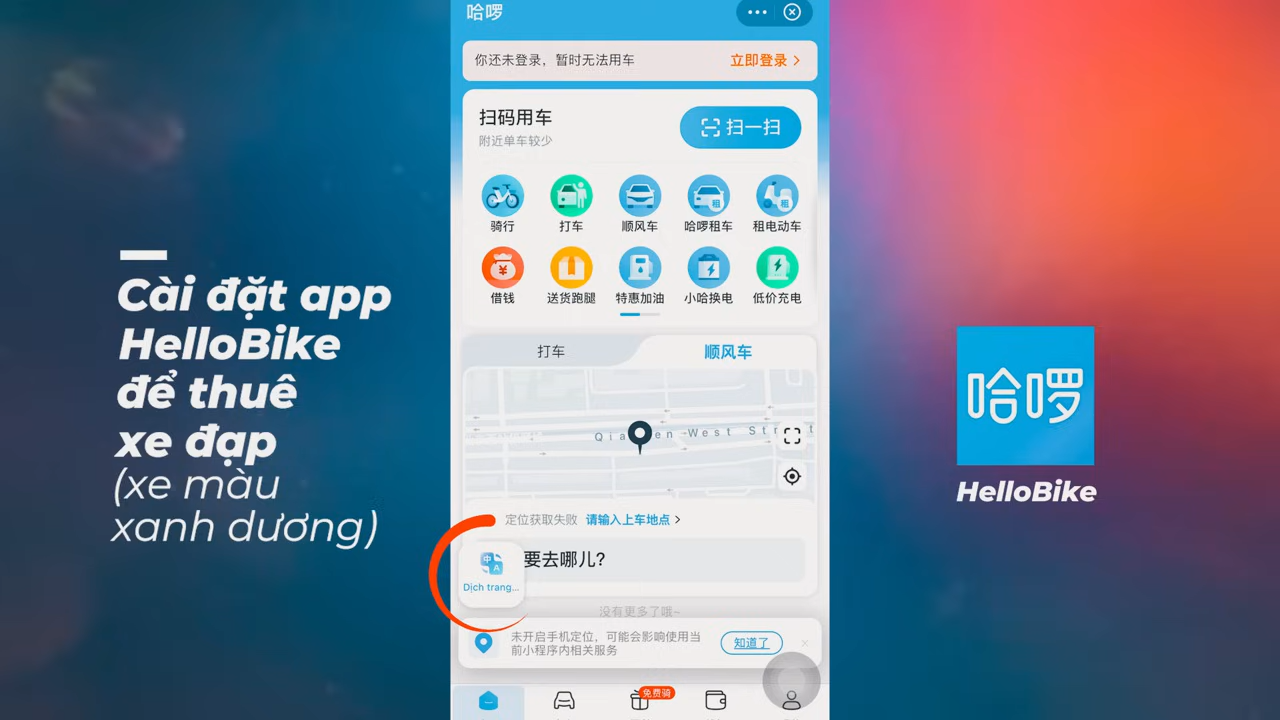 Cài đặt app
HelloBike
để thuê
xe đạp
(xe màu
xanh dương)
哈啰
你还未登录，暂时无法用车
立即登录
扫码用车
附近单车较少
扫一扫
骑行
打车
顺风车
哈啰租车
租
租电动车
租
借钱
送货跑腿
特惠加油
小哈换电
低价充电
打车
顺风车
West
定位获取失败 请输入上车地点
要去哪儿?
中
A
Dịch trang...
没有更多了哦~
未开启手机定位，可能会影响使用当
前小程序内相关服务
知道了
免费骑
哈啰
HelloBike